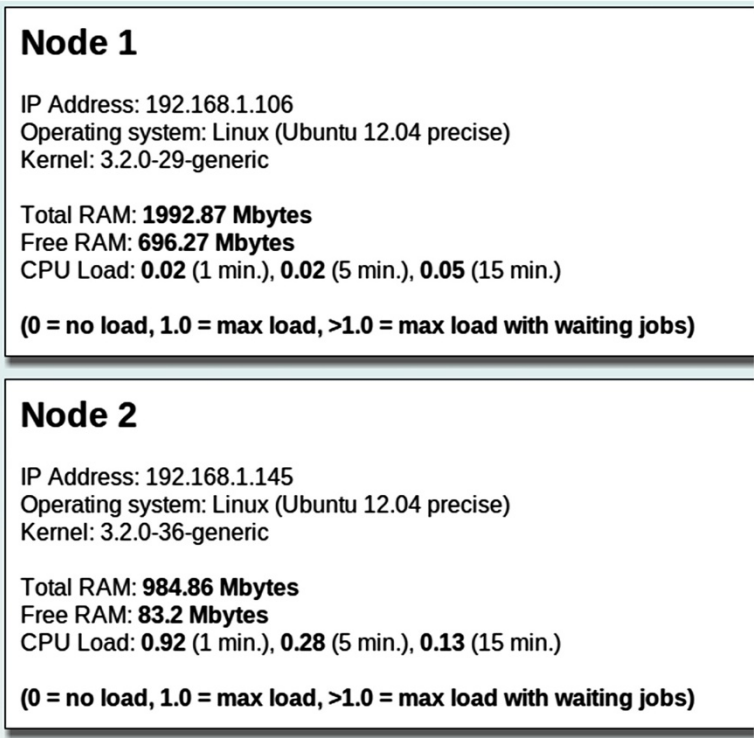 Node 1
IP Address: 192.168.1.106
Operating system: Linux (Ubuntu 12.04 precise)
Kernel: 3.2.0-29-generic
Total RAM: 1992.87 Mbytes
Free RAM: 696.27 Mbytes
CPU Load: 0.02 (1 min.), 0.02 (5 min.), 0.05 (15 min.)
(0 = no load, 1.0 = max load, >1.0 = max load with waiting jobs)
Node 2
IP Address: 192.168.1.145
Operating system: Linux (Ubuntu 12.04 precise)
Kernel: 3.2.0-36-generic
Total RAM: 984.86 Mbytes
Free RAM: 83.2 Mbytes
CPU Load: 0.92 (1 min.), 0.28 (5 min.), 0.13 (15 min.)
(0 = no load, 1.0 = max load, >1.0 = max load with waiting jobs)